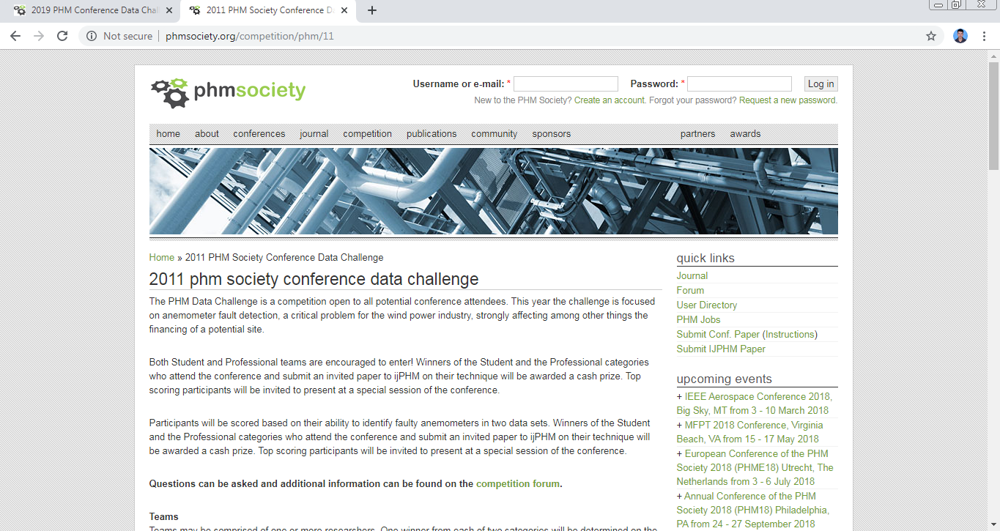 2019 PHM Conference Data Chal
2011 PHM Society Conference D
Not secure | phmsociety.org/competition/phm/11
phmsociety
Username or e-mail: * Password: * Log in
New to the PHM Society? Create an account. Forgot your password? Request a new password.
home about conferences journal competition publications community sponsors partners awards
Home » 2011 PHM Society Conference Data Challenge
2011 phm society conference data challenge
The PHM Data Challenge is a competition open to all potential conference attendees. This year the challenge is focused
on anemometer fault detection, a critical problem for the wind power industry, strongly affecting among other things the
financing of a potential site.
Both Student and Professional teams are encouraged to enter! Winners of the Student and the Professional categories
who attend the conference and submit an invited paper to ijPHM on their technique will be awarded a cash prize. Top
scoring participants will be invited to present at a special session of the conference.
Participants will be scored based on their ability to identify faulty anemometers in two data sets. Winners of the Student
and the Professional categories who attend the conference and submit an invited paper to ijPHM on their technique will
be awarded a cash prize. Top scoring participants will be invited to present at a special session of the conference.
Questions can be asked and additional information can be found on the competition forum.
Teams
Teams may be comprised of one or more researchers. One winner from each of two categories will be determined on the
quick links
Journal
Forum
User Directory
PHM Jobs
Submit Conf. Paper (Instructions)
Submit IJPHM Paper
upcoming events
+ IEEE Aerospace Conference 2018,
Big Sky, MT from 3 - 10 March 2018
+ MFPT 2018 Conference, Virginia
Beach, VA from 15 - 17 May 2018
+ European Conference of the PHM
Society 2018 (PHME18) Utrecht, The
Netherlands from 3 - 6 July 2018
+ Annual Conference of the PHM
Society 2018 (PHM18) Philadelphia,
PA from 24 - 27 September 2018